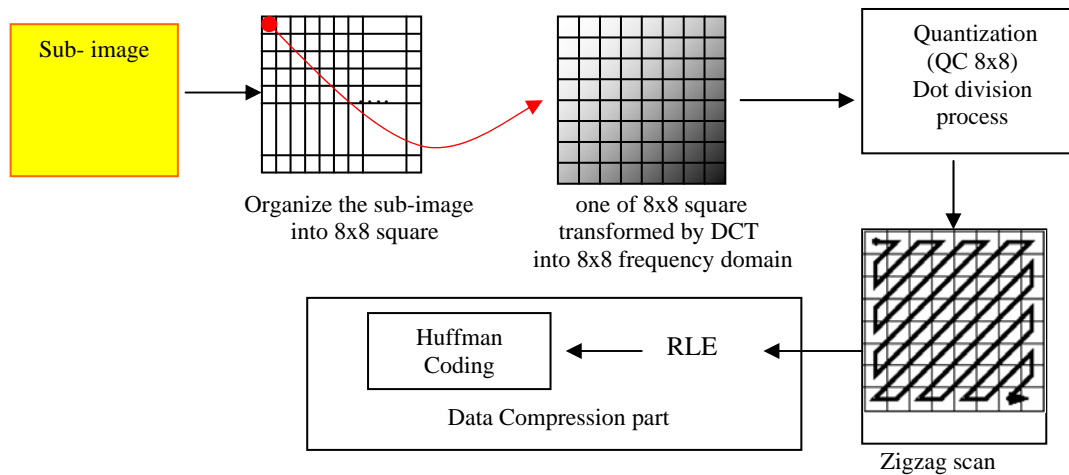 Sub- image
Organize the sub-image
into 8x8 square
one of 8x8 square
transformed by DCT
into 8x8 frequency domain
Quantization
(QC 8x8)
Dot division
process
Zigzag scan
RLE
Huffman
Coding
Data Compression part